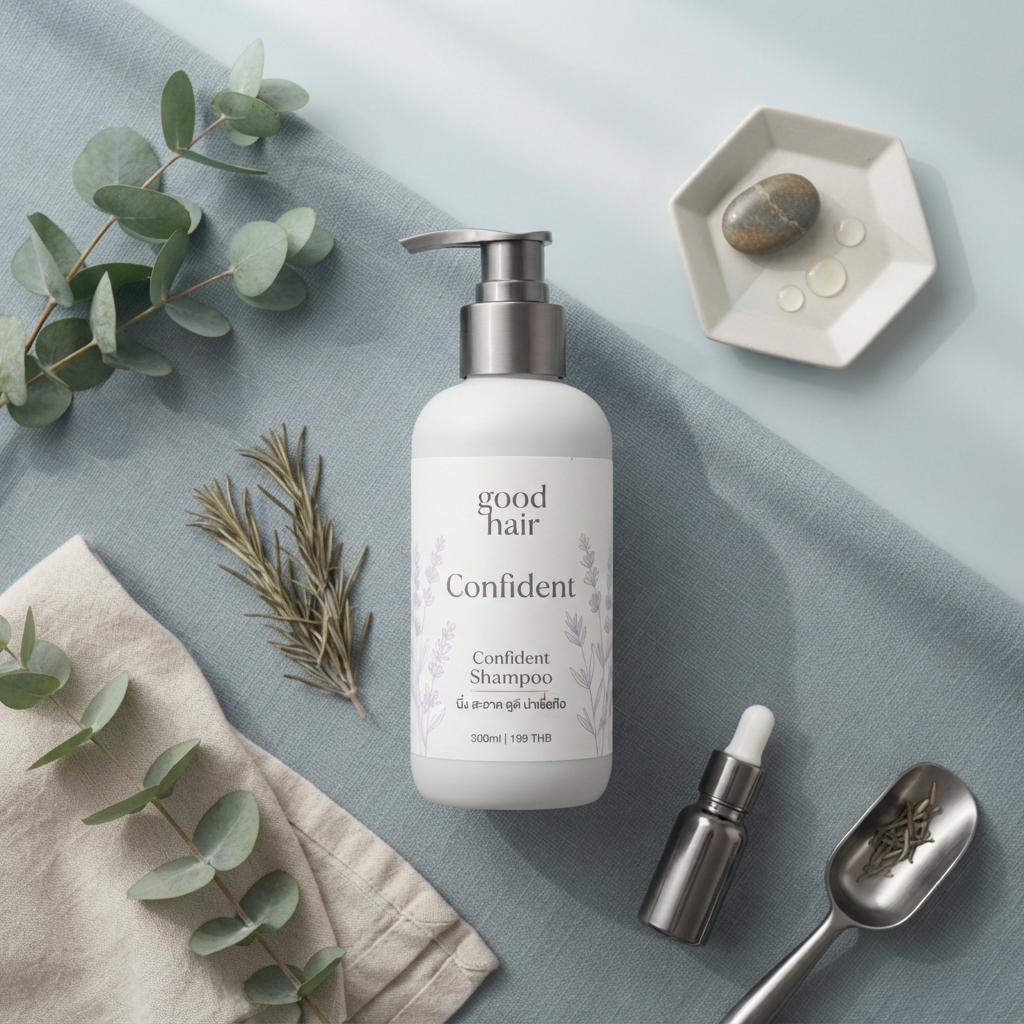 good
hair
Confident
Confident
Shampoo
นิ่ง สะอาด ดูดี น่าเชื่อถือ
300ml | 199 THB